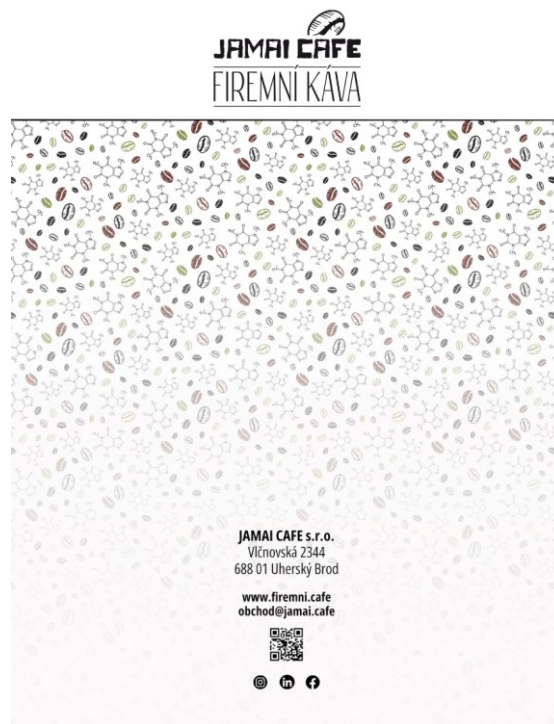 JAMAI CAFE
FIREMNÍ KÁVA
JAMAI CAFE s.r.o.
Vlčnovská 2344
688 01 Uherský Brod
www.firemni.cafe
obchod@jamai.cafe